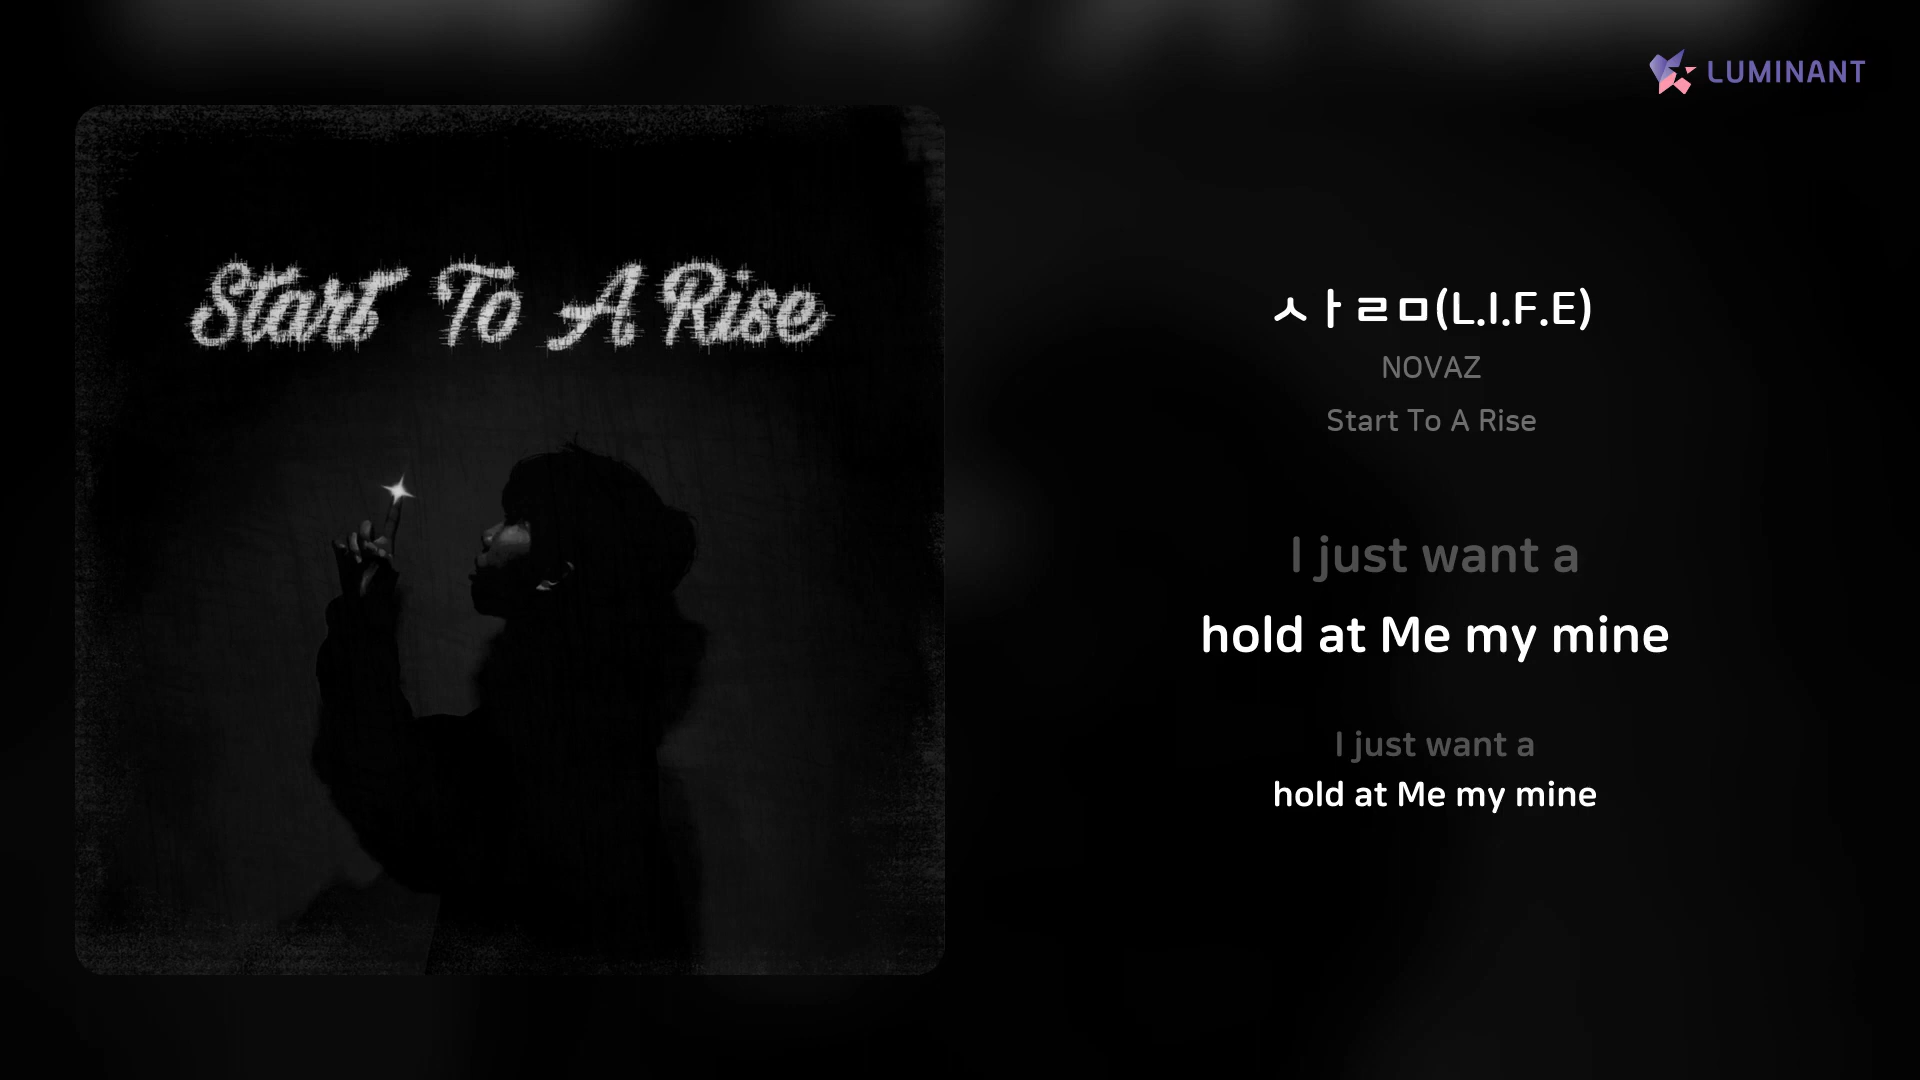 LUMINANT
Start To A Rise
ㅅㅏㄹㅁ(L.I.F.E)
NOVAZ
Start To A Rise
I just want a
hold at Me my mine
I just want a
hold at Me my mine